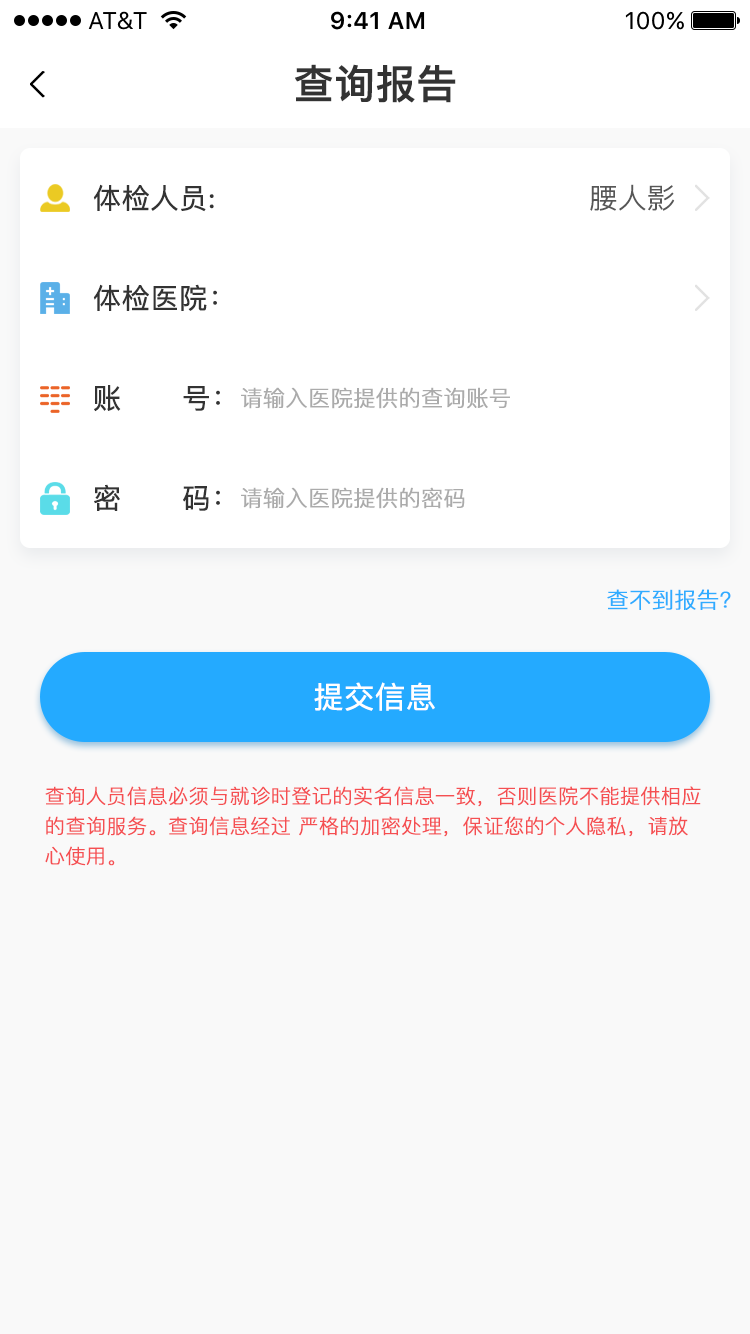 AT&T 9:41 AM 100%
查询报告
体检人员: 腰人影
体检医院：
账 号： 请输入医院提供的查询账号
密 码： 请输入医院提供的密码
查不到报告?
提交信息
查询人员信息必须与就诊时登记的实名信息一致，否则医院不能提供相应
的查询服务。查询信息经过 严格的加密处理，保证您的个人隐私，请放
心使用。